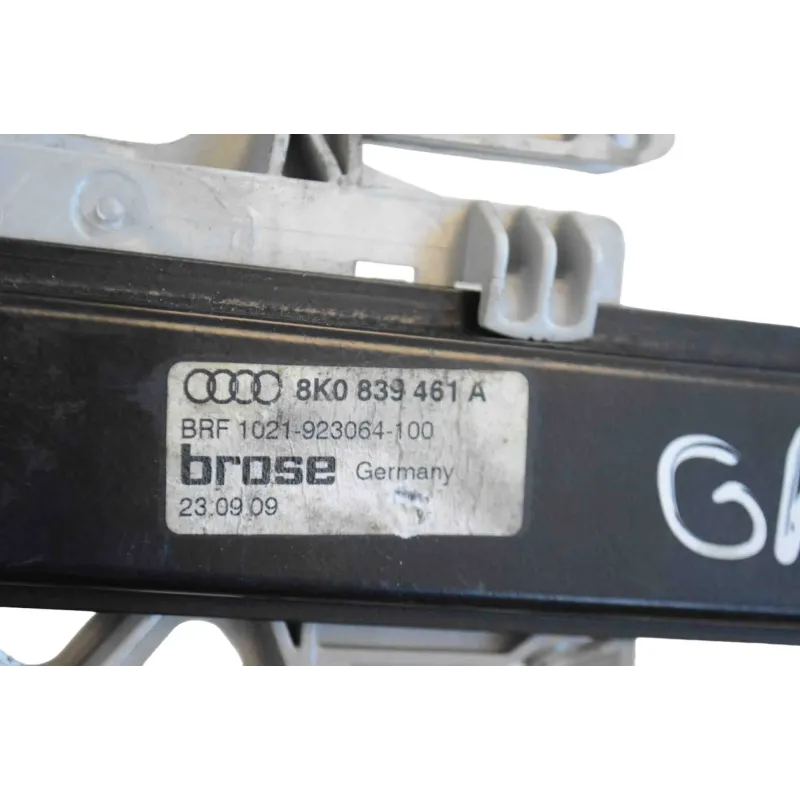 8K0 839 461 A
BRF 1021-923064-100
brose Germany
23.09.09